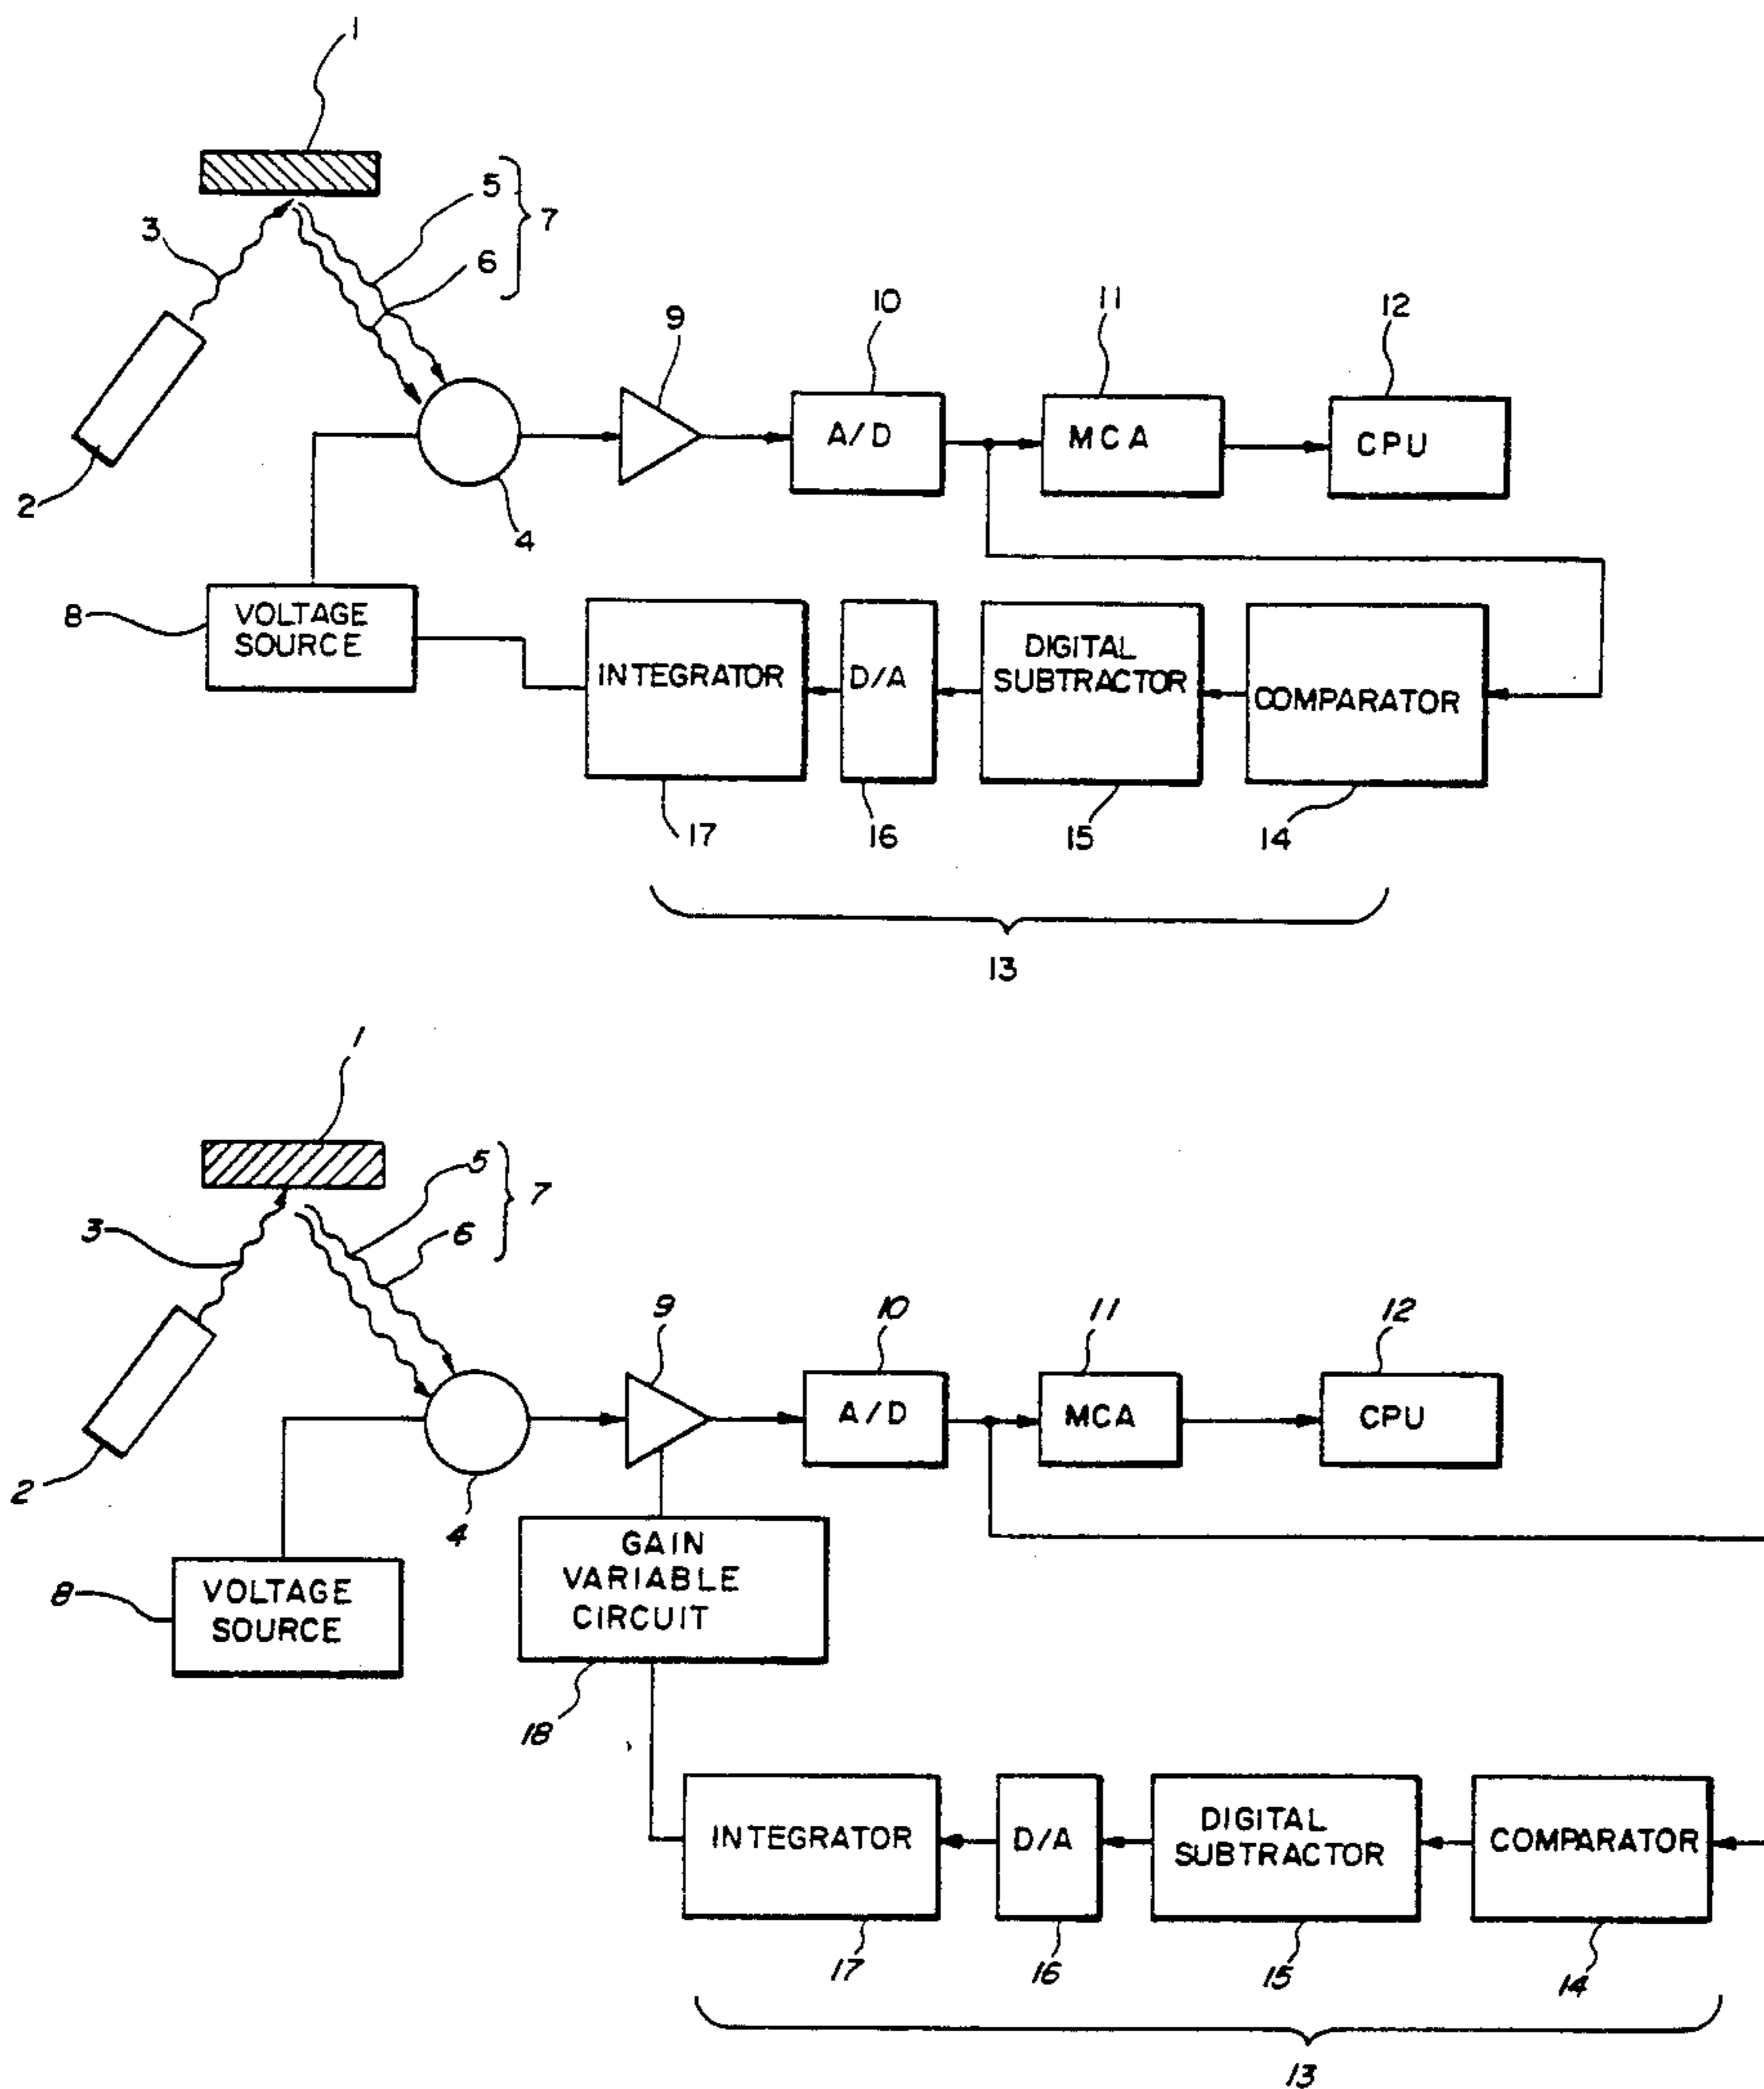 1
5
7
3
6
9
10
11
12
A/D
MCA
CPU
2
4
8
VOLTAGE
SOURCE
INTEGRATOR
D/A
DIGITAL
SUBTRACTOR
COMPARATOR
17
16
15
14
13
1
5
7
3
6
9
10
11
12
A/D
MCA
CPU
2
4
8
VOLTAGE
SOURCE
GAIN
VARIABLE
CIRCUIT
18
INTEGRATOR
D/A
DIGITAL
SUBTRACTOR
COMPARATOR
17
16
15
14
13